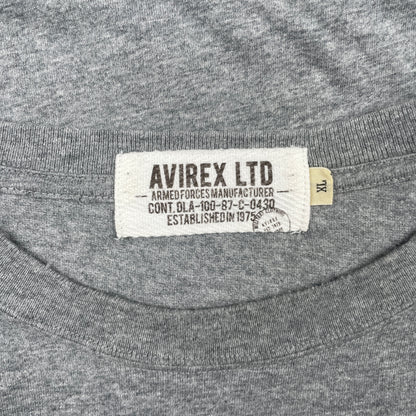 AVIREX LTD
ARMED FORCES MANUFACTURER
CONT. DLA-100-87-C-0430
ESTABLISHED IN 1975
XL